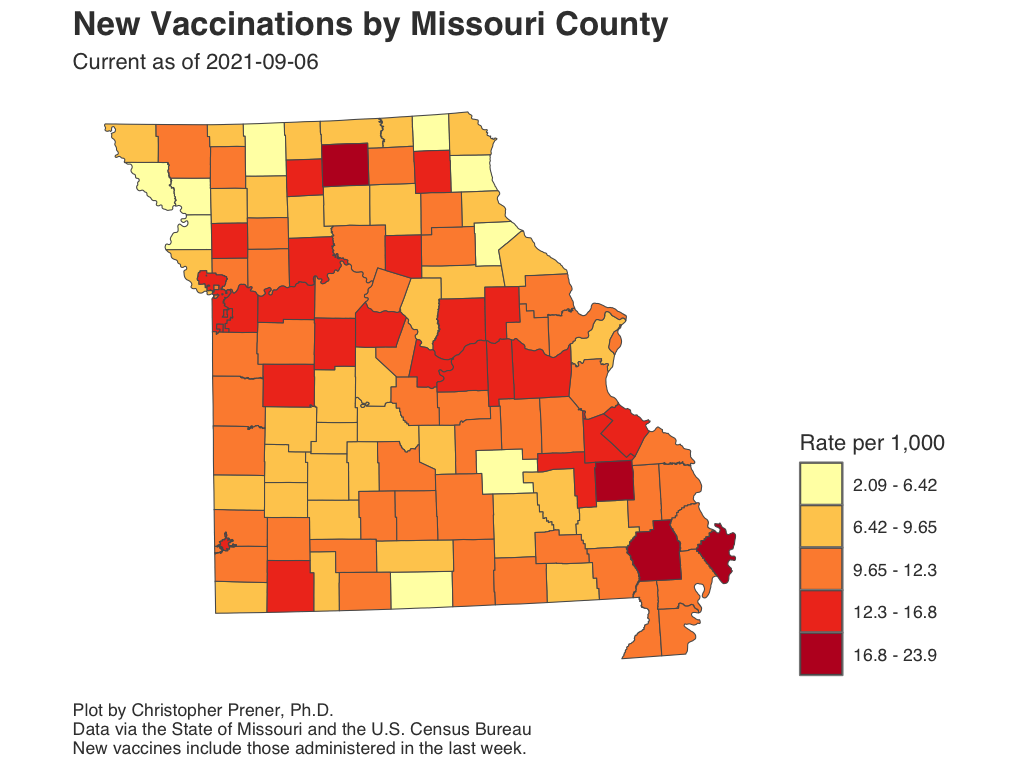 New Vaccinations by Missouri County
Current as of 2021-09-06
Rate per 1,000
2.09 - 6.42
6.42 - 9.65
9.65 - 12.3
12.3 - 16.8
16.8 - 23.9
Plot by Christopher Prener, Ph.D.
Data via the State of Missouri and the U.S. Census Bureau
New vaccines include those administered in the last week.